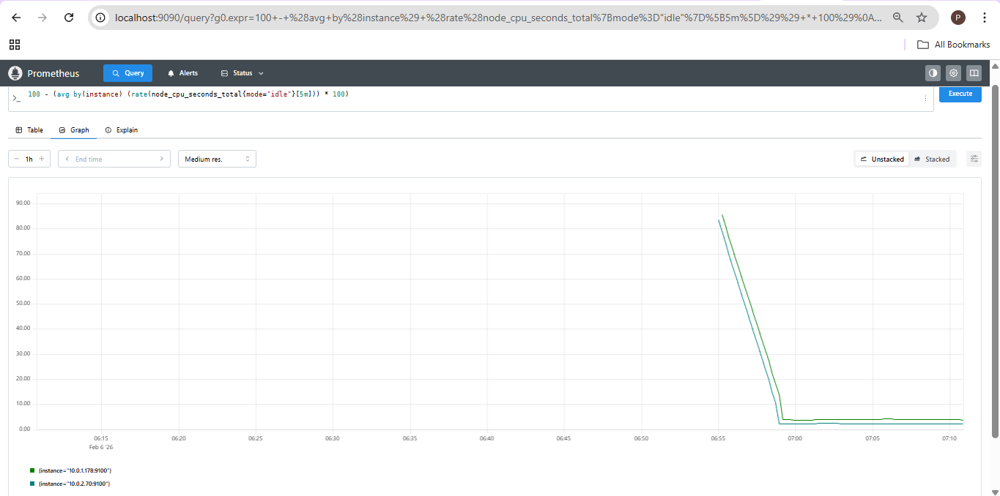 localhost:9090/query?g0.expr=100+-+%28avg+by%28instance%29+%28rate%28node_cpu_seconds_total%7Bmode%3D"idle"%7D%5B5m%5D%29%29+*+100%29%0A...
P
All Bookmarks
Prometheus
Query
Alerts
Status
>_ 100 - (avg by(instance) (rate(node_cpu_seconds_total{mode="idle"}[5m])) * 100)
Execute
Table
Graph
Explain
− 1h +
End time
Medium res.
Unstacked
Stacked
90.00
80.00
70.00
60.00
50.00
40.00
30.00
20.00
10.00
0.00
06:15 06:20 06:25 06:30 06:35 06:40 06:45 06:50 06:55 07:00 07:05 07:10
Feb 6 '26
{instance="10.0.1.178:9100"}
{instance="10.0.2.70:9100"}